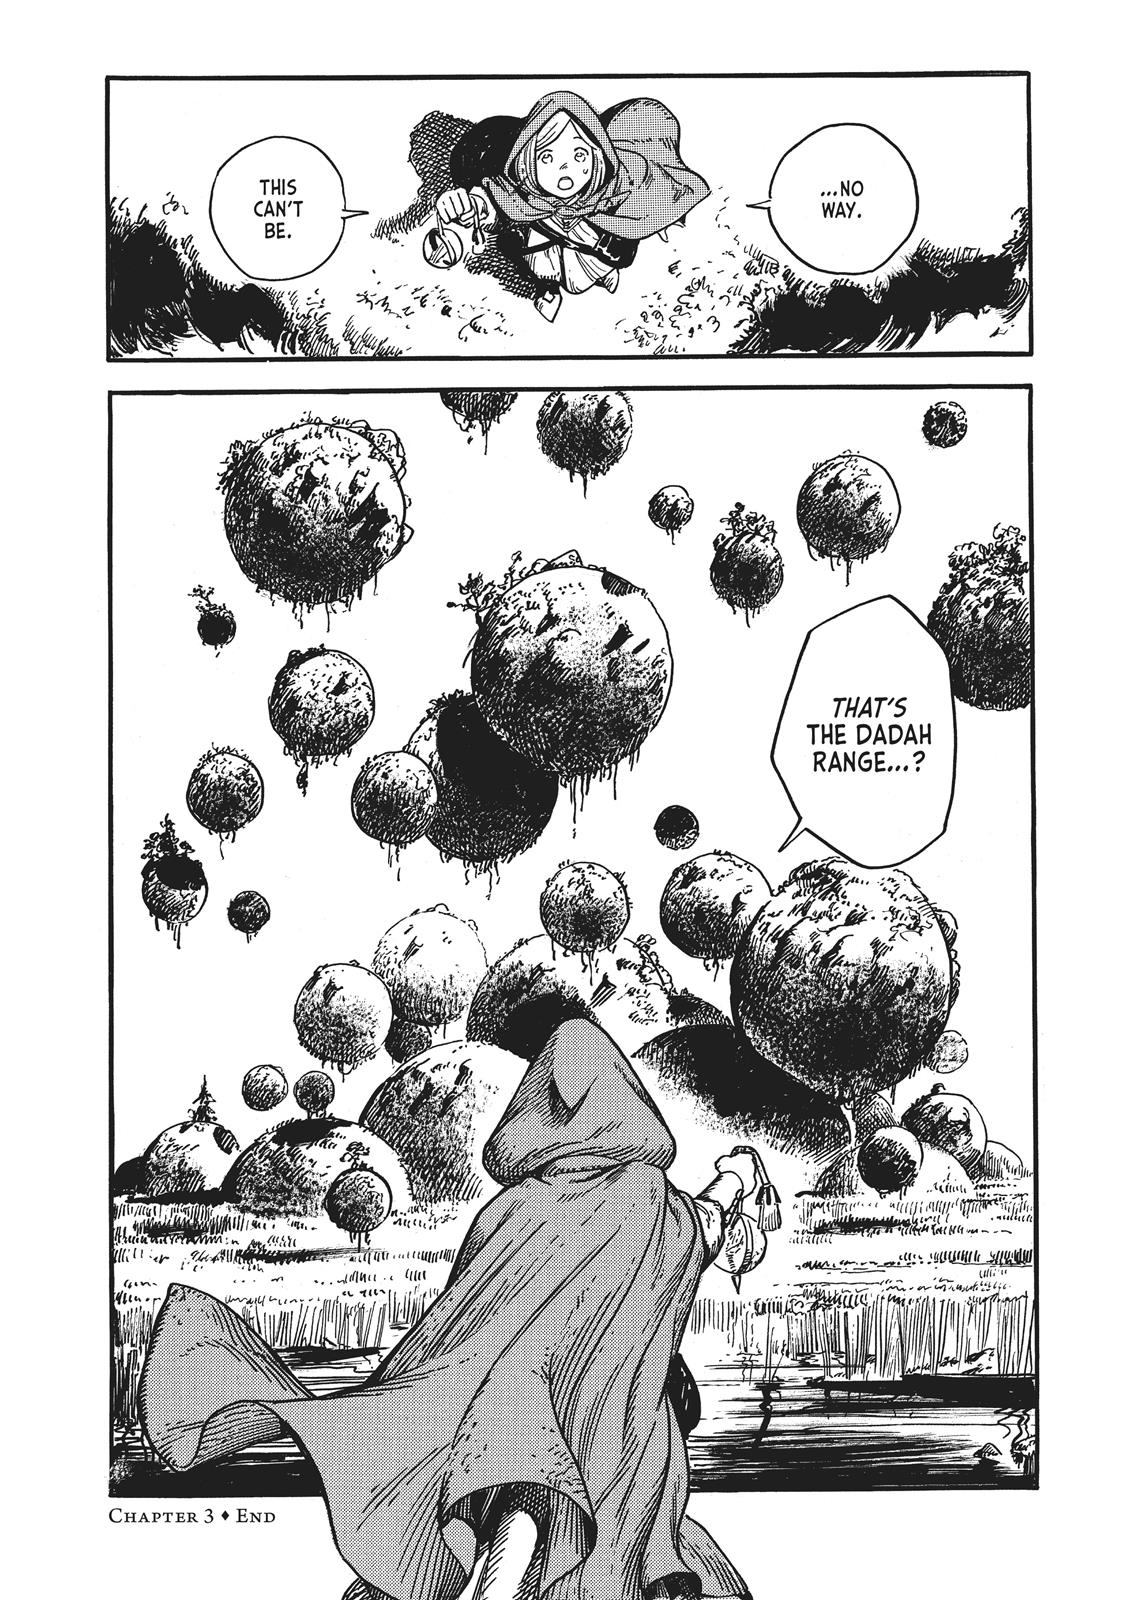 ...NO
WAY.
THIS
CAN'T
BE.
THAT'S
THE DADAH
RANGE...?
CHAPTER 3 ♦ END